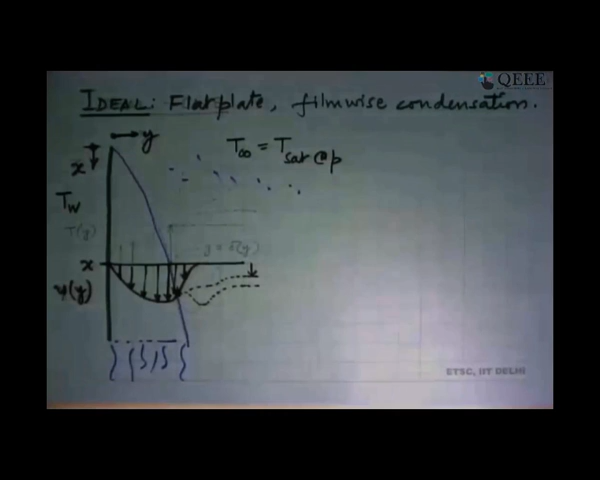 QEEE
IDEAL: Flat plate, filmwise condensation.
y
x
T∞ = Tsat @ p
Tw
T(y)
x
ETSC, IIT DELHI